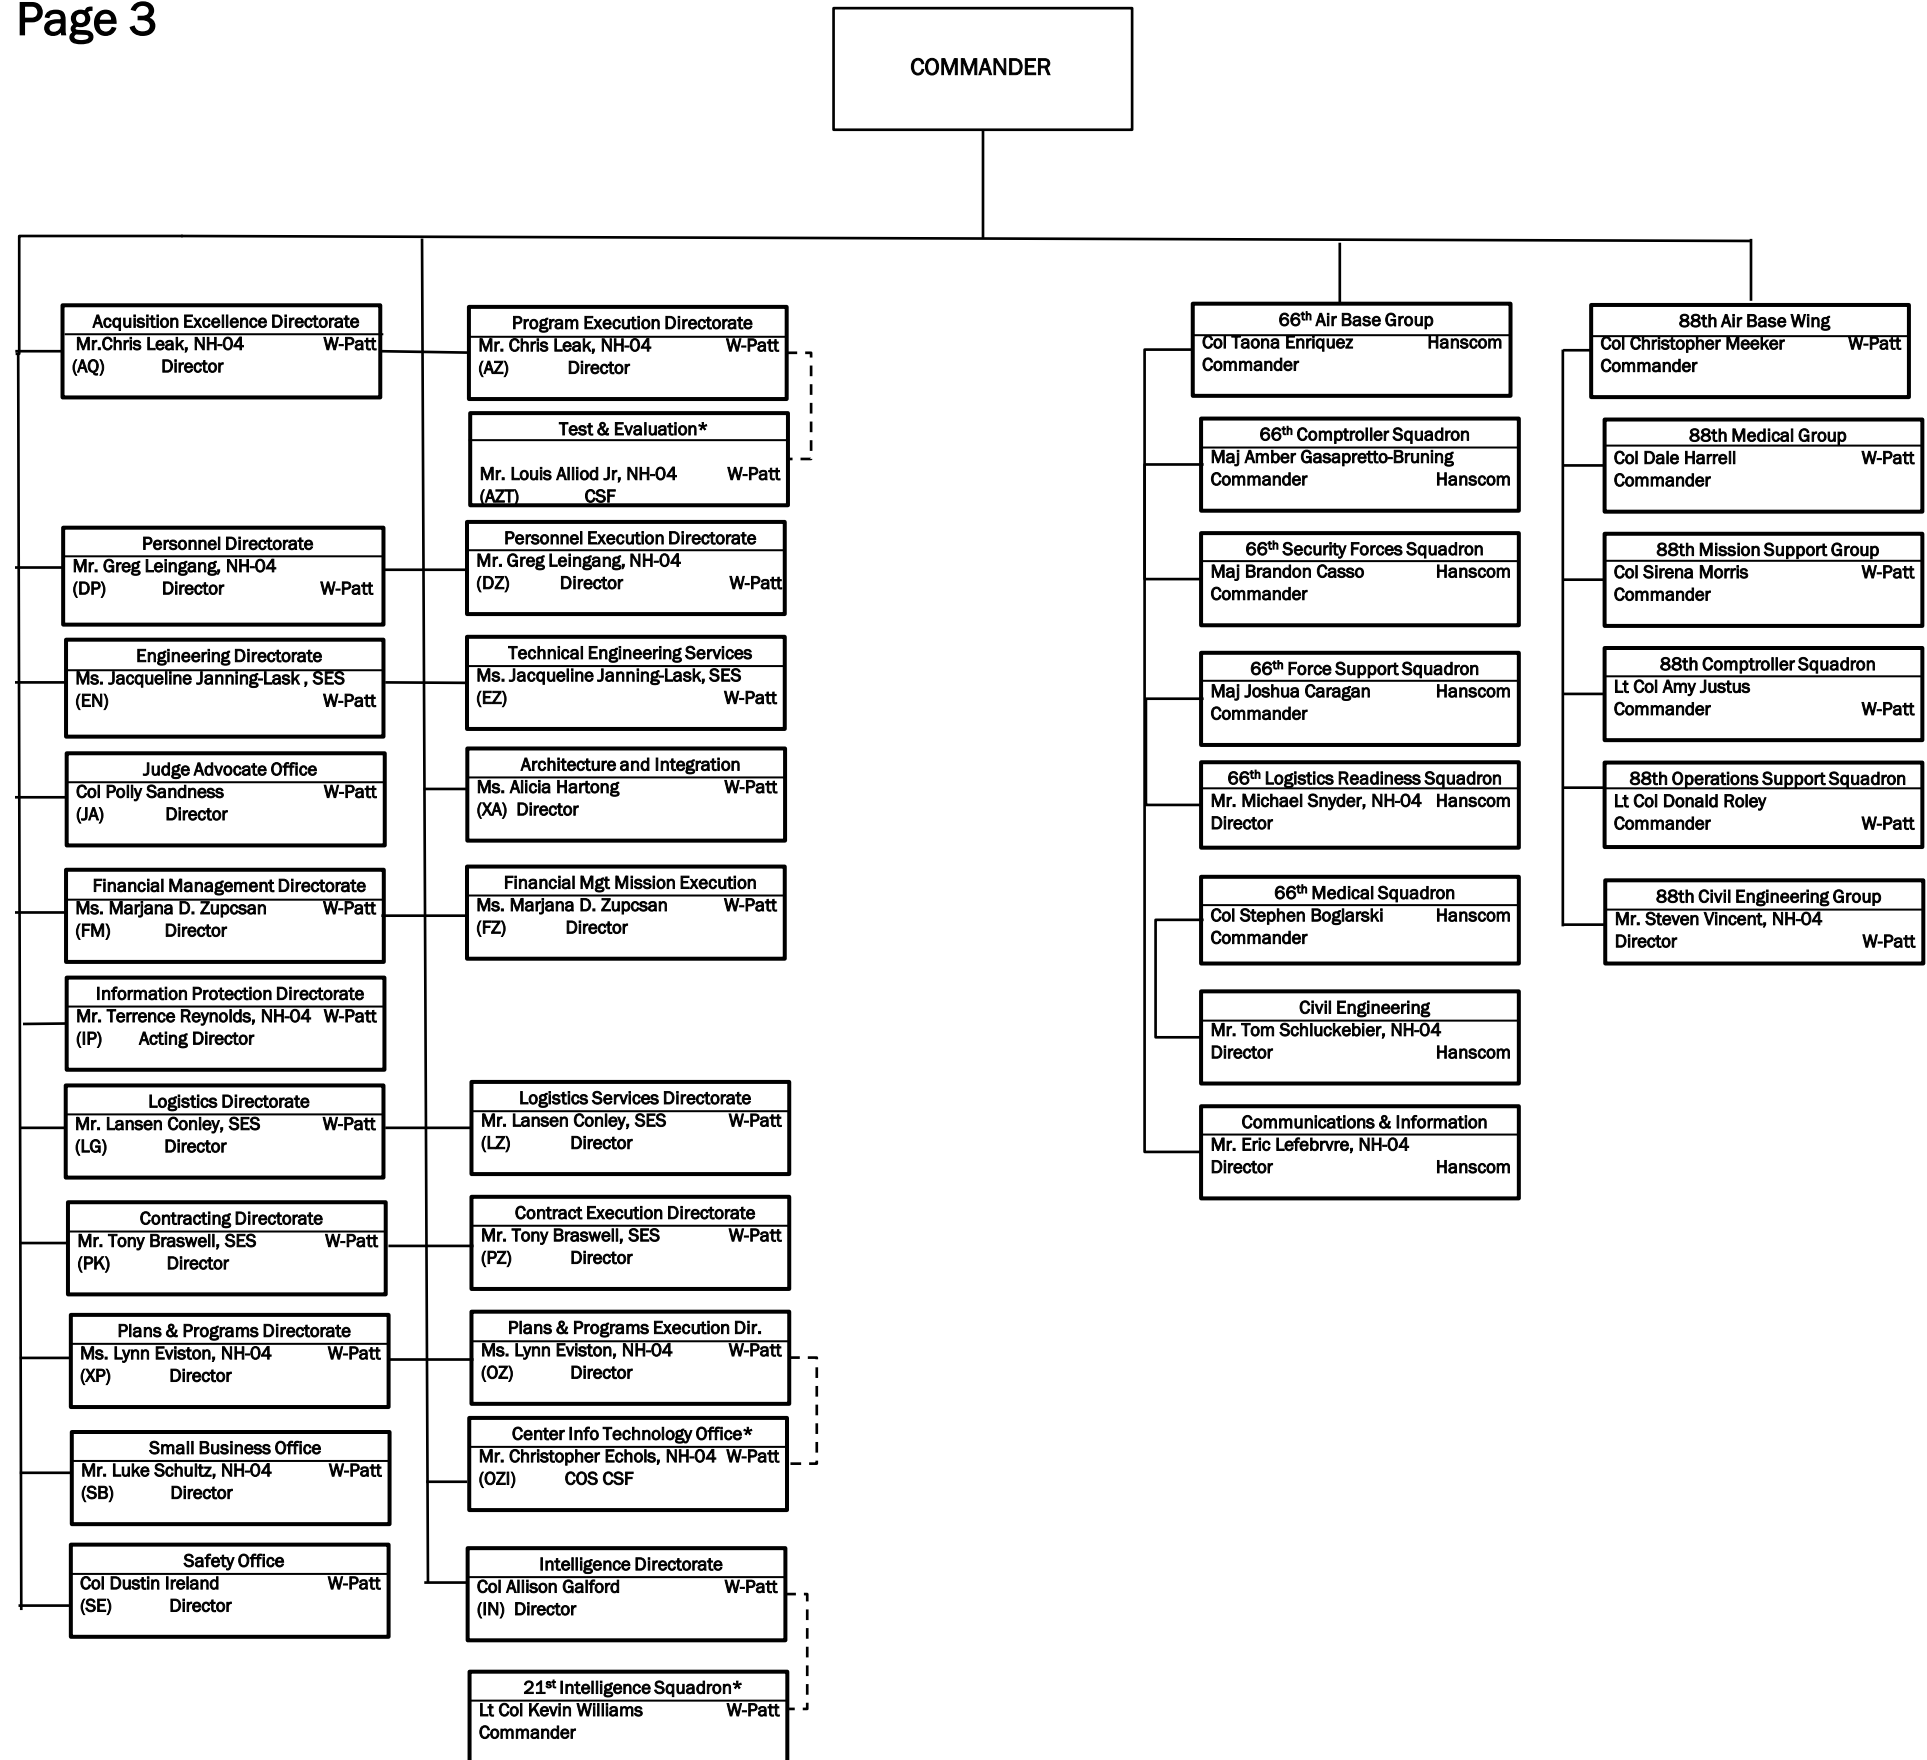 Page 3
COMMANDER
Acquisition Excellence Directorate
Mr.Chris Leak, NH-04 W-Patt
(AQ) Director
Personnel Directorate
Mr. Greg Leingang, NH-04
(DP) Director W-Patt
Engineering Directorate
Ms. Jacqueline Janning-Lask , SES
(EN) W-Patt
Judge Advocate Office
Col Polly Sandness W-Patt
(JA) Director
Financial Management Directorate
Ms. Marjana D. Zupcsan W-Patt
(FM) Director
Information Protection Directorate
Mr. Terrence Reynolds, NH-04 W-Patt
(IP) Acting Director
Logistics Directorate
Mr. Lansen Conley, SES W-Patt
(LG) Director
Contracting Directorate
Mr. Tony Braswell, SES W-Patt
(PK) Director
Plans & Programs Directorate
Ms. Lynn Eviston, NH-04 W-Patt
(XP) Director
Small Business Office
Mr. Luke Schultz, NH-04 W-Patt
(SB) Director
Safety Office
Col Dustin Ireland W-Patt
(SE) Director
Program Execution Directorate
Mr. Chris Leak, NH-04 W-Patt
(AZ) Director
Test & Evaluation*
Mr. Louis Alliod Jr, NH-04 W-Patt
(AZT) CSF
Personnel Execution Directorate
Mr. Greg Leingang, NH-04
(DZ) Director W-Patt
Technical Engineering Services
Ms. Jacqueline Janning-Lask, SES
(EZ) W-Patt
Architecture and Integration
Ms. Alicia Hartong W-Patt
(XA) Director
Financial Mgt Mission Execution
Ms. Marjana D. Zupcsan W-Patt
(FZ) Director
Logistics Services Directorate
Mr. Lansen Conley, SES W-Patt
(LZ) Director
Contract Execution Directorate
Mr. Tony Braswell, SES W-Patt
(PZ) Director
Plans & Programs Execution Dir.
Ms. Lynn Eviston, NH-04 W-Patt
(OZ) Director
Center Info Technology Office*
Mr. Christopher Echols, NH-04 W-Patt
(OZI) COS CSF
Intelligence Directorate
Col Allison Galford W-Patt
(IN) Director
21st Intelligence Squadron*
Lt Col Kevin Williams W-Patt
Commander
66th Air Base Group
Col Taona Enriquez Hanscom
Commander
66th Comptroller Squadron
Maj Amber Gasapretto-Bruning
Commander Hanscom
66th Security Forces Squadron
Maj Brandon Casso Hanscom
Commander
66th Force Support Squadron
Maj Joshua Caragan Hanscom
Commander
66th Logistics Readiness Squadron
Mr. Michael Snyder, NH-04 Hanscom
Director
66th Medical Squadron
Col Stephen Boglarski Hanscom
Commander
Civil Engineering
Mr. Tom Schluckebier, NH-04
Director Hanscom
Communications & Information
Mr. Eric Lefebrvre, NH-04
Director Hanscom
88th Air Base Wing
Col Christopher Meeker W-Patt
Commander
88th Medical Group
Col Dale Harrell W-Patt
Commander
88th Mission Support Group
Col Sirena Morris W-Patt
Commander
88th Comptroller Squadron
Lt Col Amy Justus
Commander W-Patt
88th Operations Support Squadron
Lt Col Donald Roley
Commander W-Patt
88th Civil Engineering Group
Mr. Steven Vincent, NH-04
Director W-Patt